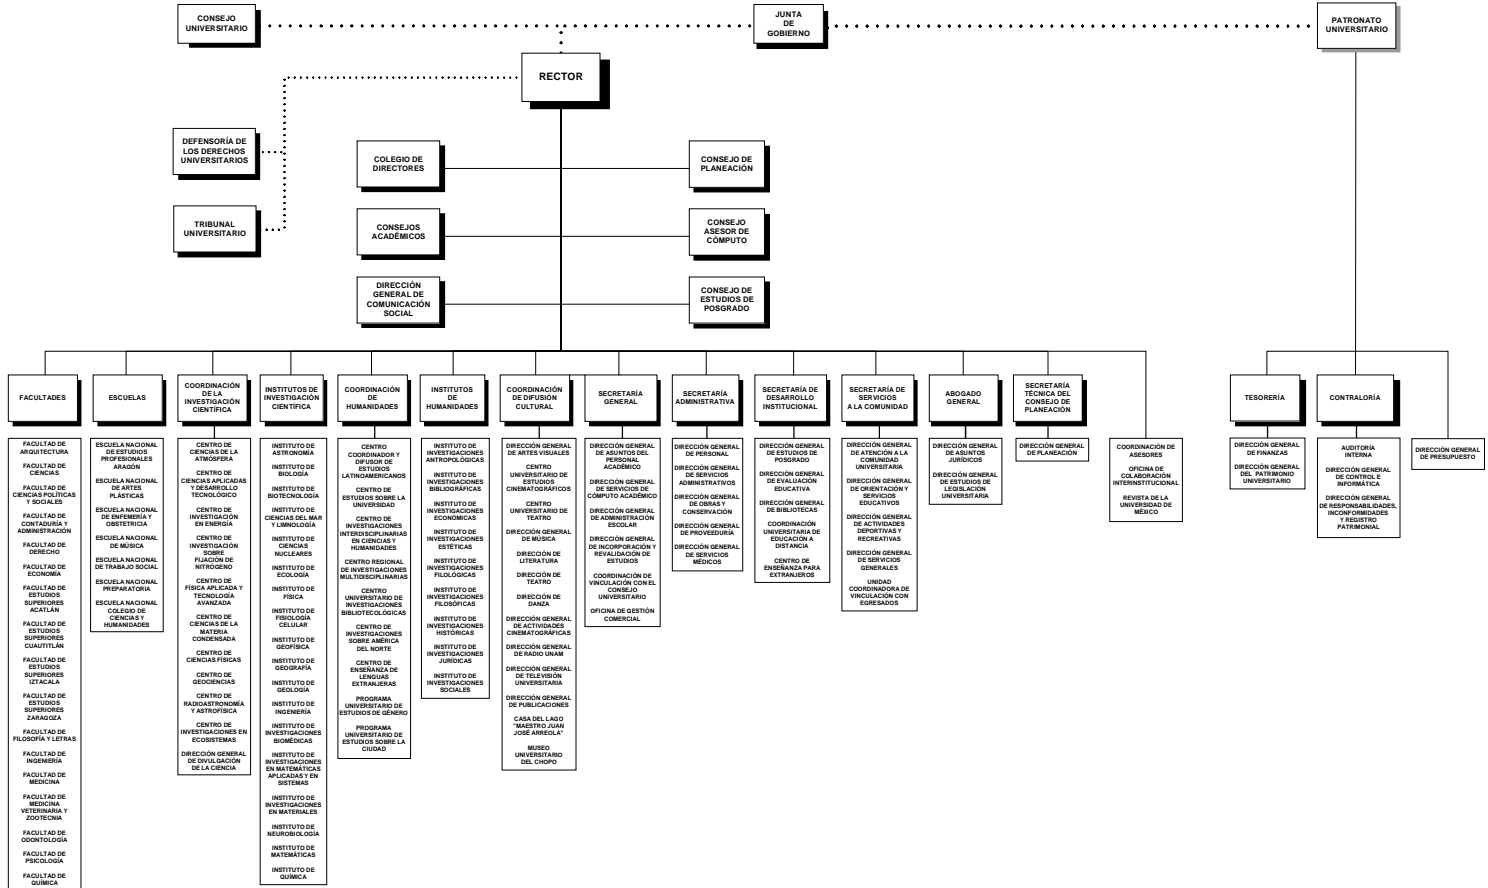 CONSEJO
UNIVERSITARIO
JUNTA
DE
GOBIERNO
PATRONATO
UNIVERSITARIO
RECTOR
DEFENSORÍA DE
LOS DERECHOS
UNIVERSITARIOS
TRIBUNAL
UNIVERSITARIO
COLEGIO DE
DIRECTORES
CONSEJO DE
PLANEACIÓN
CONSEJOS
ACADÉMICOS
CONSEJO
ASESOR DE
CÓMPUTO
DIRECCIÓN
GENERAL DE
COMUNICACIÓN
SOCIAL
CONSEJO DE
ESTUDIOS DE
POSGRADO
FACULTADES
FACULTAD DE
ARQUITECTURA
FACULTAD DE
CIENCIAS
FACULTAD DE
CIENCIAS POLÍTICAS
Y SOCIALES
FACULTAD DE
CONTADURÍA Y
ADMINISTRACIÓN
FACULTAD DE
DERECHO
FACULTAD DE
ECONOMÍA
FACULTAD DE
ESTUDIOS
SUPERIORES
ACATLÁN
FACULTAD DE
ESTUDIOS
SUPERIORES
CUAUTITLÁN
FACULTAD DE
ESTUDIOS
SUPERIORES
IZTACALA
FACULTAD DE
ESTUDIOS
SUPERIORES
ZARAGOZA
FACULTAD DE
FILOSOFÍA Y LETRAS
FACULTAD DE
INGENIERÍA
FACULTAD DE
MEDICINA
FACULTAD DE
MEDICINA
VETERINARIA Y
ZOOTECNIA
FACULTAD DE
ODONTOLOGÍA
FACULTAD DE
PSICOLOGÍA
FACULTAD DE
QUÍMICA
ESCUELAS
ESCUELA NACIONAL
DE ESTUDIOS
PROFESIONALES
ARAGÓN
ESCUELA NACIONAL
DE ARTES
PLÁSTICAS
ESCUELA NACIONAL
DE ENFEMERÍA Y
OBSTETRICIA
ESCUELA NACIONAL
DE MÚSICA
ESCUELA NACIONAL
DE TRABAJO SOCIAL
ESCUELA NACIONAL
PREPARATORIA
ESCUELA NACIONAL
COLEGIO DE
CIENCIAS Y
HUMANIDADES
COORDINACIÓN
DE LA
INVESTIGACIÓN
CIENTÍFICA
CENTRO DE
CIENCIAS DE LA
ATMÓSFERA
CENTRO DE
CIENCIAS APLICADAS
Y DESARROLLO
TECNOLÓGICO
CENTRO DE
INVESTIGACIÓN
EN ENERGÍA
CENTRO DE
INVESTIGACIÓN
SOBRE
FIJACIÓN DE
NITRÓGENO
CENTRO DE
FÍSICA APLICADA Y
TECNOLOGÍA
AVANZADA
CENTRO DE
CIENCIAS DE LA
MATERIA
CONDENSADA
CENTRO DE
CIENCIAS FÍSICAS
CENTRO DE
GEOCIENCIAS
CENTRO DE
RADIOASTRONOMÍA
Y ASTROFÍSICA
CENTRO DE
INVESTIGACIONES EN
ECOSISTEMAS
DIRECCIÓN GENERAL
DE DIVULGACIÓN
DE LA CIENCIA
INSTITUTOS DE
INVESTIGACIÓN
CIENTÍFICA
INSTITUTO DE
ASTRONOMÍA
INSTITUTO DE
BIOLOGÍA
INSTITUTO DE
BIOTECNOLOGÍA
INSTITUTO DE
CIENCIAS DEL MAR
Y LIMNOLOGÍA
INSTITUTO DE
CIENCIAS
NUCLEARES
INSTITUTO DE
ECOLOGÍA
INSTITUTO DE
FÍSICA
INSTITUTO DE
FISIOLOGÍA
CELULAR
INSTITUTO DE
GEOFÍSICA
INSTITUTO DE
GEOGRAFÍA
INSTITUTO DE
GEOLOGÍA
INSTITUTO DE
INGENIERÍA
INSTITUTO DE
INVESTIGACIONES
BIOMÉDICAS
INSTITUTO DE
INVESTIGACIONES
EN MATEMÁTICAS
APLICADAS Y EN
SISTEMAS
INSTITUTO DE
INVESTIGACIONES
EN MATERIALES
INSTITUTO DE
NEUROBIOLOGÍA
INSTITUTO DE
MATEMÁTICAS
INSTITUTO DE
QUÍMICA
COORDINACIÓN
DE
HUMANIDADES
CENTRO
COORDINADOR Y
DIFUSOR DE
ESTUDIOS
LATINOAMERICANOS
CENTRO DE
ESTUDIOS SOBRE LA
UNIVERSIDAD
CENTRO DE
INVESTIGACIONES
INTERDISCIPLINARIAS
EN CIENCIAS Y
HUMANIDADES
CENTRO REGIONAL
DE INVESTIGACIONES
MULTIDISCIPLINARIAS
CENTRO
UNIVERSITARIO DE
INVESTIGACIONES
BIBLIOTECOLÓGICAS
CENTRO DE
INVESTIGACIONES
SOBRE AMÉRICA
DEL NORTE
CENTRO DE
ENSEÑANZA DE
LENGUAS
EXTRANJERAS
PROGRAMA
UNIVERSITARIO DE
ESTUDIOS DE GÉNERO
PROGRAMA
UNIVERSITARIO DE
ESTUDIOS SOBRE LA
CIUDAD
INSTITUTOS
DE
HUMANIDADES
INSTITUTO DE
INVESTIGACIONES
ANTROPOLÓGICAS
INSTITUTO DE
INVESTIGACIONES
BIBLIOGRÁFICAS
INSTITUTO DE
INVESTIGACIONES
ECONÓMICAS
INSTITUTO DE
INVESTIGACIONES
ESTÉTICAS
INSTITUTO DE
INVESTIGACIONES
FILOLÓGICAS
INSTITUTO DE
INVESTIGACIONES
FILOSÓFICAS
INSTITUTO DE
INVESTIGACIONES
HISTÓRICAS
INSTITUTO DE
INVESTIGACIONES
JURÍDICAS
INSTITUTO DE
INVESTIGACIONES
SOCIALES
COORDINACIÓN
DE DIFUSIÓN
CULTURAL
DIRECCIÓN GENERAL
DE ARTES VISUALES
CENTRO
UNIVERSITARIO DE
ESTUDIOS
CINEMATOGRÁFICOS
CENTRO
UNIVERSITARIO DE
TEATRO
DIRECCIÓN GENERAL
DE MÚSICA
DIRECCIÓN DE
LITERATURA
DIRECCIÓN DE
TEATRO
DIRECCIÓN DE
DANZA
DIRECCIÓN GENERAL
DE ACTIVIDADES
CINEMATOGRÁFICAS
DIRECCIÓN GENERAL
DE RADIO UNAM
DIRECCIÓN GENERAL
DE TELEVISIÓN
UNIVERSITARIA
DIRECCIÓN GENERAL
DE PUBLICACIONES
CASA DEL LAGO
"MAESTRO JUAN
JOSÉ ARREOLA"
MUSEO
UNIVERSITARIO
DEL CHOPO
SECRETARÍA
GENERAL
DIRECCIÓN GENERAL
DE ASUNTOS DEL
PERSONAL
ACADÉMICO
DIRECCIÓN GENERAL
DE SERVICIOS DE
CÓMPUTO ACADÉMICO
DIRECCIÓN GENERAL
DE ADMINISTRACIÓN
ESCOLAR
DIRECCIÓN GENERAL
DE INCORPORACIÓN Y
REVALIDACIÓN DE
ESTUDIOS
COORDINACIÓN DE
VINCULACIÓN CON EL
CONSEJO
UNIVERSITARIO
OFICINA DE GESTIÓN
COMERCIAL
SECRETARÍA
ADMINISTRATIVA
DIRECCIÓN GENERAL
DE PERSONAL
DIRECCIÓN GENERAL
DE SERVICIOS
ADMINISTRATIVOS
DIRECCIÓN GENERAL
DE OBRAS Y
CONSERVACIÓN
DIRECCIÓN GENERAL
DE PROVEEDURÍA
DIRECCIÓN GENERAL
DE SERVICIOS
MÉDICOS
SECRETARÍA DE
DESARROLLO
INSTITUCIONAL
DIRECCIÓN GENERAL
DE ESTUDIOS DE
POSGRADO
DIRECCIÓN GENERAL
DE EVALUACIÓN
EDUCATIVA
DIRECCIÓN GENERAL
DE BIBLIOTECAS
COORDINACIÓN
UNIVERSITARIA DE
EDUCACIÓN A
DISTANCIA
CENTRO DE
ENSEÑANZA PARA
EXTRANJEROS
SECRETARÍA DE
SERVICIOS
A LA COMUNIDAD
DIRECCIÓN GENERAL
DE ATENCIÓN A LA
COMUNIDAD
UNIVERSITARIA
DIRECCIÓN GENERAL
DE ORIENTACIÓN Y
SERVICIOS
EDUCATIVOS
DIRECCIÓN GENERAL
DE ACTIVIDADES
DEPORTIVAS Y
RECREATIVAS
DIRECCIÓN GENERAL
DE SERVICIOS
GENERALES
UNIDAD
COORDINADORA DE
VINCULACIÓN CON
EGRESADOS
ABOGADO
GENERAL
DIRECCIÓN GENERAL
DE ASUNTOS
JURÍDICOS
DIRECCIÓN GENERAL
DE ESTUDIOS DE
LEGISLACIÓN
UNIVERSITARIA
SECRETARÍA
TÉCNICA DEL
CONSEJO DE
PLANEACIÓN
DIRECCIÓN GENERAL
DE PLANEACIÓN
COORDINACIÓN DE
ASESORES
OFICINA DE
COLABORACIÓN
INTERINSTITUCIONAL
REVISTA DE LA
UNIVERSIDAD DE
MÉXICO
TESORERÍA
DIRECCIÓN GENERAL
DE FINANZAS
DIRECCIÓN GENERAL
DEL PATRIMONIO
UNIVERSITARIO
CONTRALORÍA
AUDITORÍA
INTERNA
DIRECCIÓN GENERAL
DE CONTROL E
INFORMÁTICA
DIRECCIÓN GENERAL
DE RESPONSABILIDADES,
INCONFORMIDADES
Y REGISTRO
PATRIMONIAL
DIRECCIÓN GENERAL
DE PRESUPUESTO